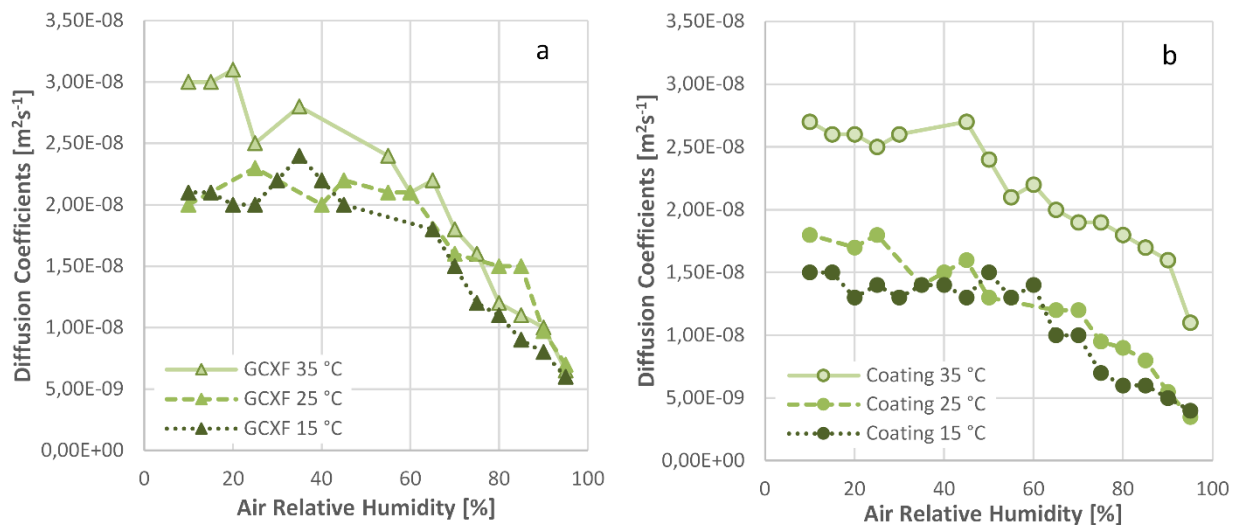 a
Diffusion Coefficients [m²s⁻¹]
3,50E-08
3,00E-08
2,50E-08
2,00E-08
1,50E-08
1,00E-08
5,00E-09
0,00E+00
GCXF 35 °C
GCXF 25 °C
GCXF 15 °C
0 20 40 60 80 100
Air Relative Humidity [%]
b
Diffusion Coefficients [m²s⁻¹]
3,50E-08
3,00E-08
2,50E-08
2,00E-08
1,50E-08
1,00E-08
5,00E-09
0,00E+00
Coating 35 °C
Coating 25 °C
Coating 15 °C
0 20 40 60 80 100
Air Relative Humidity [%]